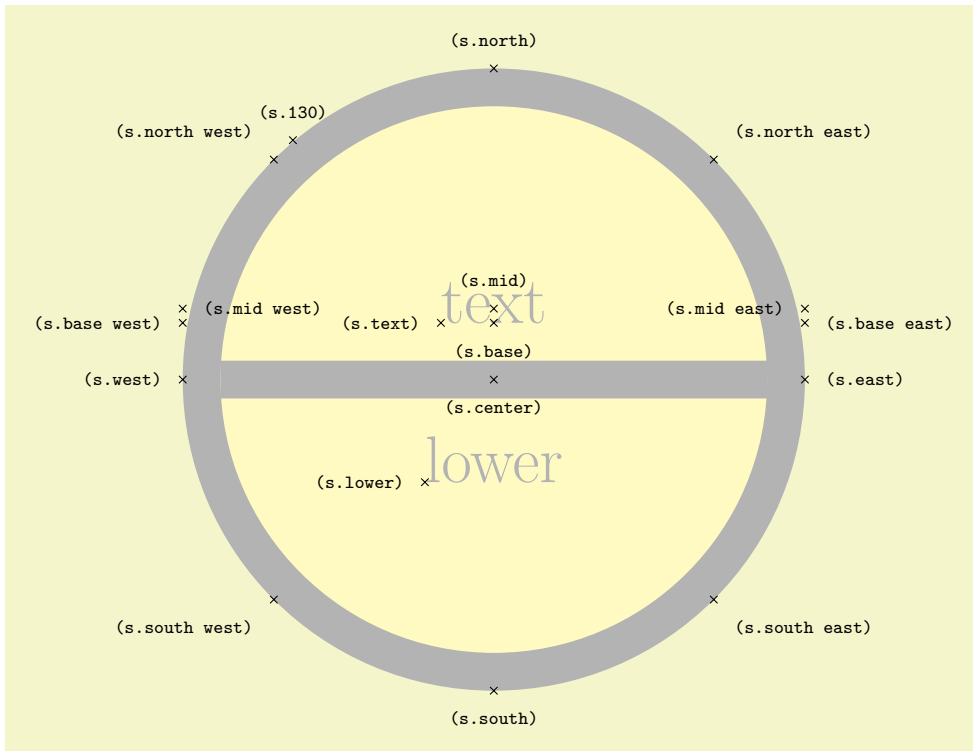 (s.north)
(s.130)
(s.north west)
(s.north east)
(s.mid)
text
(s.mid west)
(s.mid east)
(s.base west)
(s.text)
(s.base east)
(s.base)
(s.west)
(s.east)
(s.center)
lower
(s.lower)
(s.south west)
(s.south east)
(s.south)